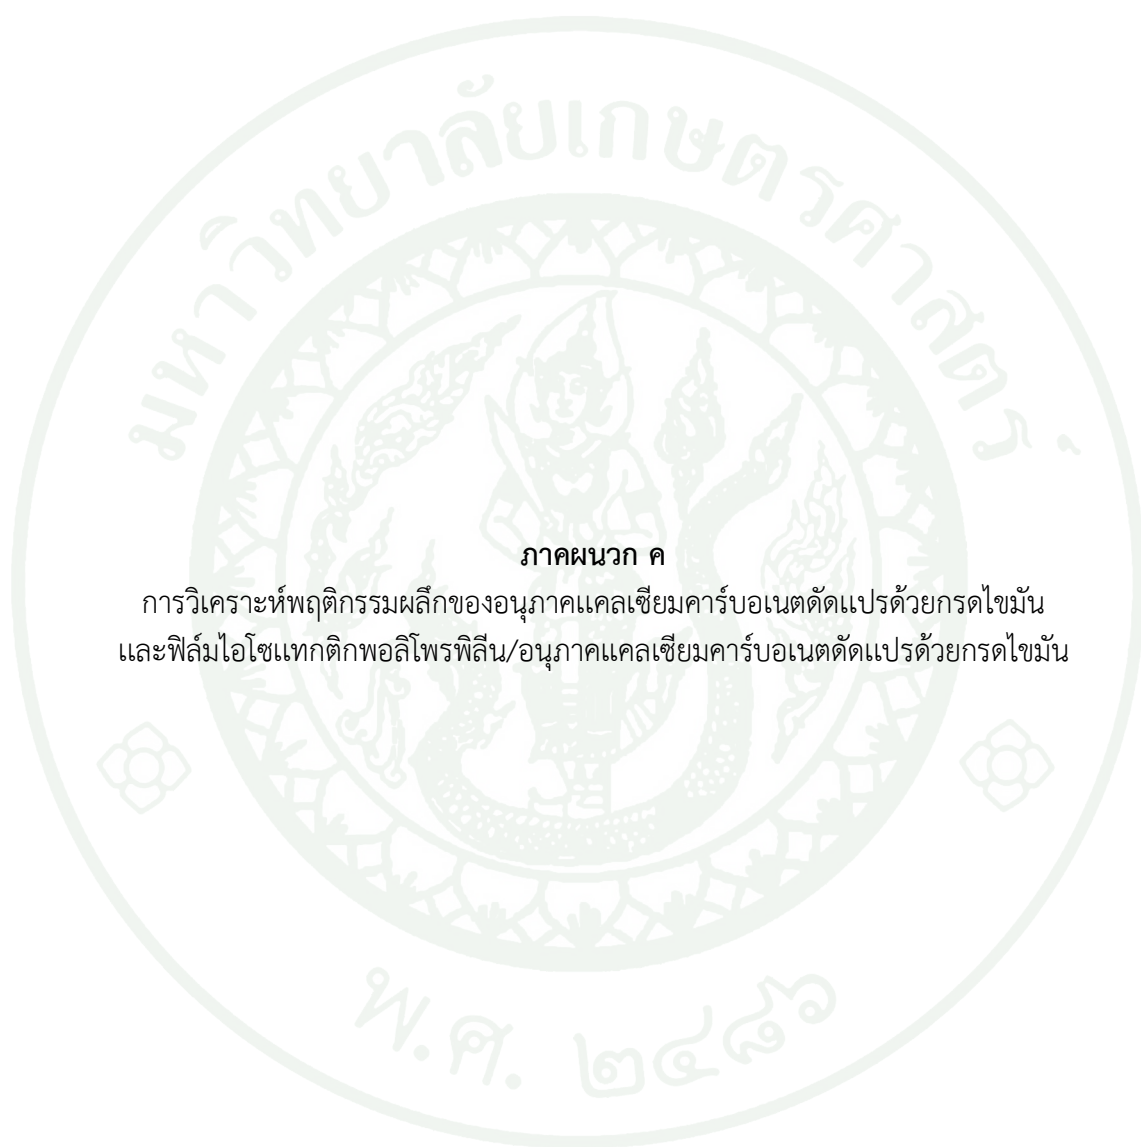 มหาวิทยาลัยเกษตรศาสตร์
ภาคผนวก ค
การวิเคราะห์พฤติกรรมผลึกของอนุภาคแคลเซียมคาร์บอเนตดัดแปรด้วยกรดไขมัน
และฟิล์มไอโซแทกติกพอลิโพรพิลีน/อนุภาคแคลเซียมคาร์บอเนตดัดแปรด้วยกรดไขมัน
พ.ศ. ๒๔๘๖